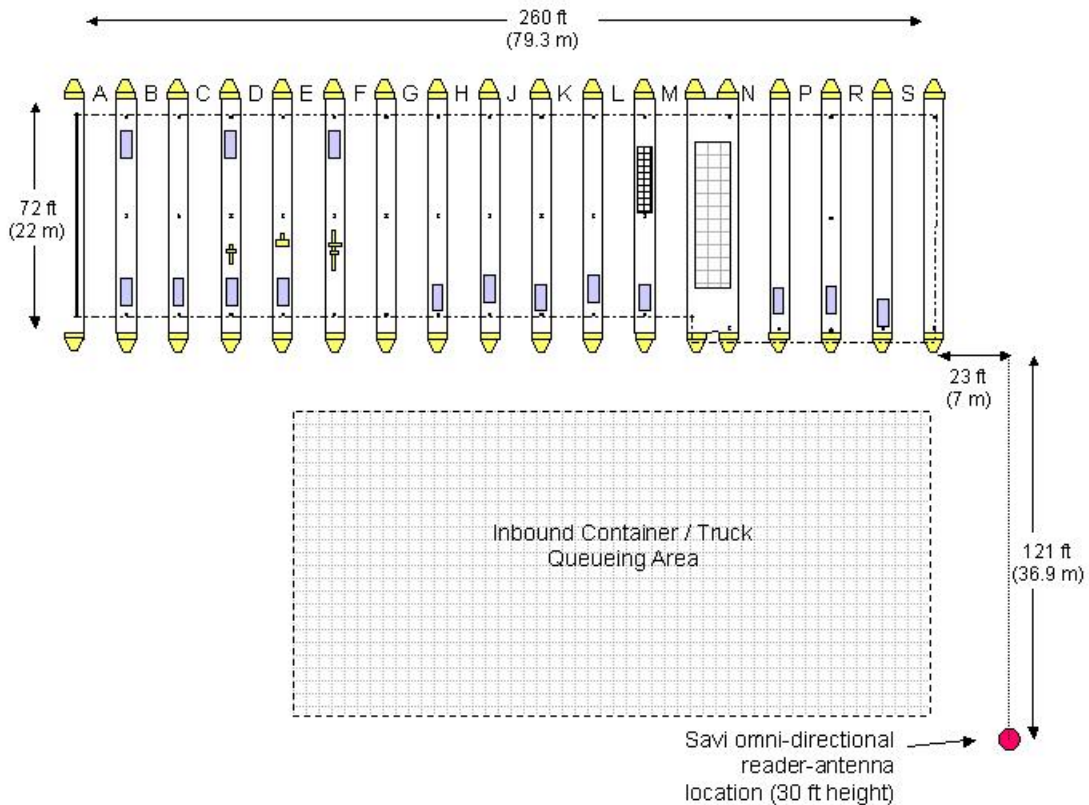 260 ft
(79.3 m)
A B C D E F G H J K L M N P R S
72 ft
(22 m)
23 ft
(7 m)
Inbound Container / Truck
Queueing Area
121 ft
(36.9 m)
Savi omni-directional
reader-antenna
location (30 ft height)